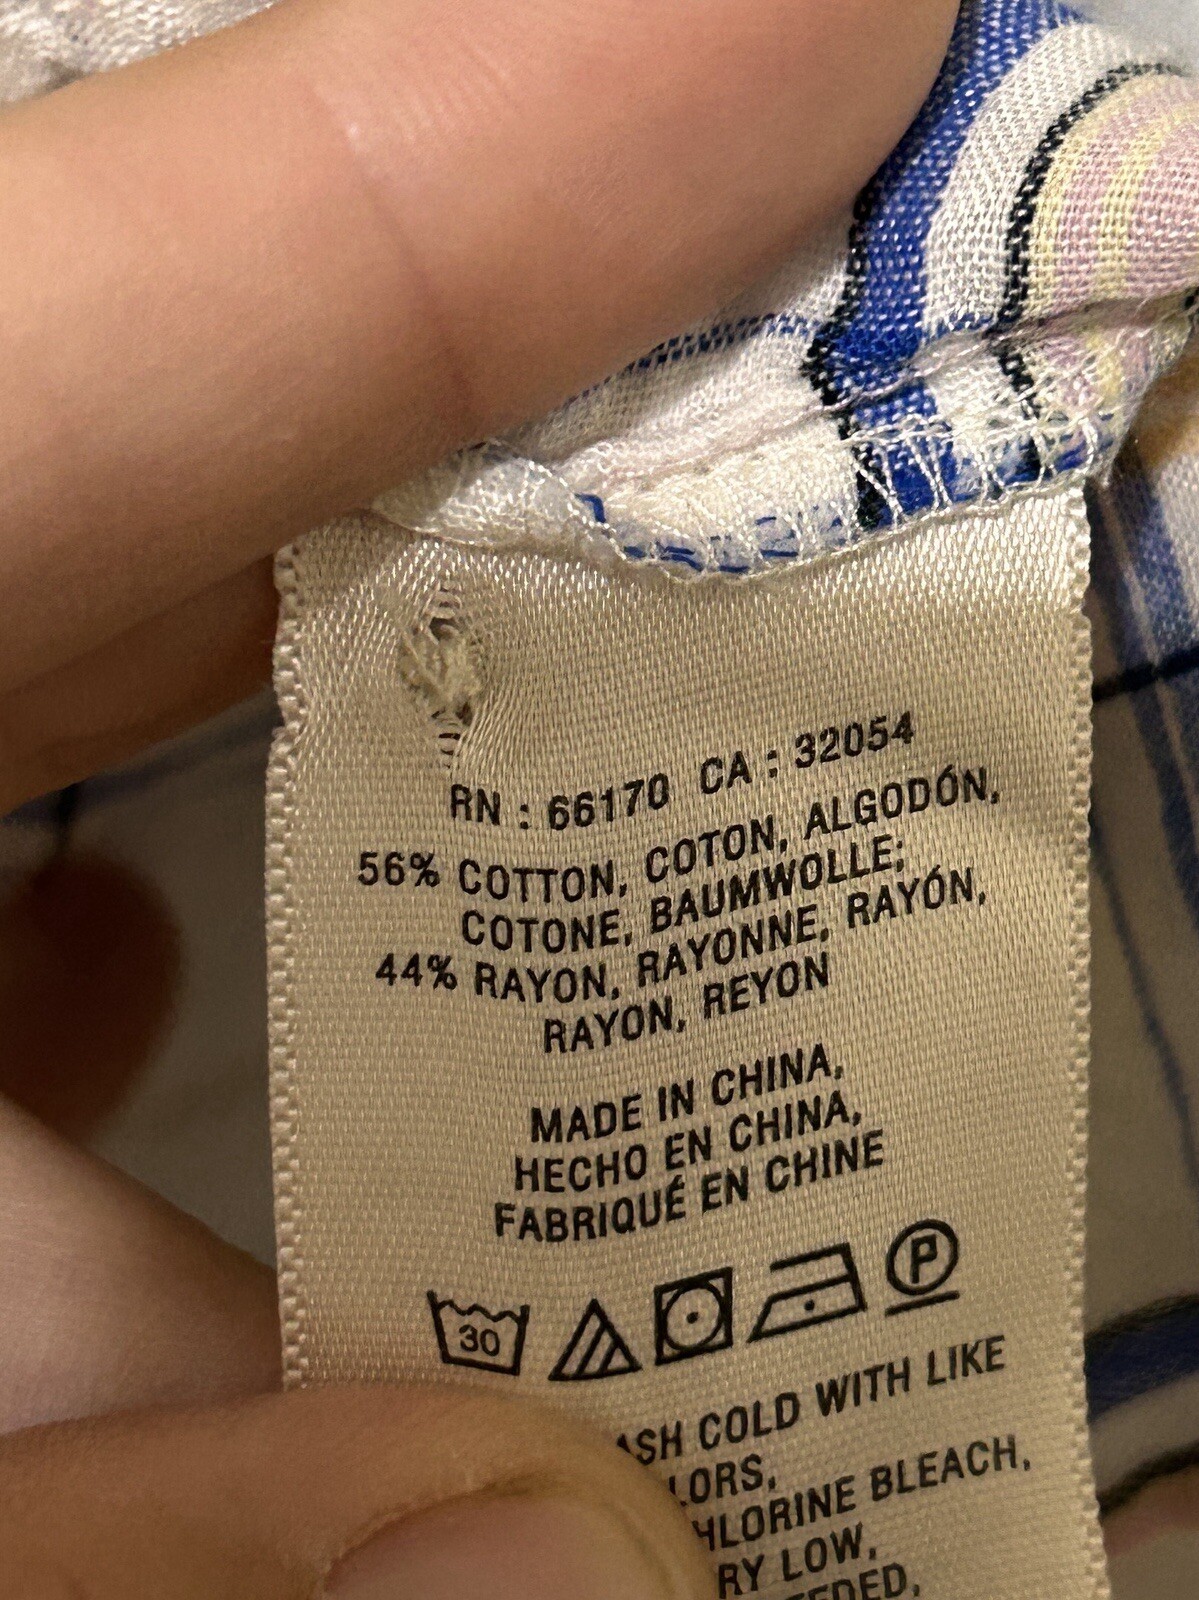 RN : 66170 CA : 32054
56% COTTON, COTON, ALGODÓN,
COTONE, BAUMWOLLE;
44% RAYON, RAYONNE, RAYÓN,
RAYON, REYON
MADE IN CHINA,
HECHO EN CHINA,
FABRIQUÉ EN CHINE
30 P
COLD WITH LIKE
BLEACH,
LOW,